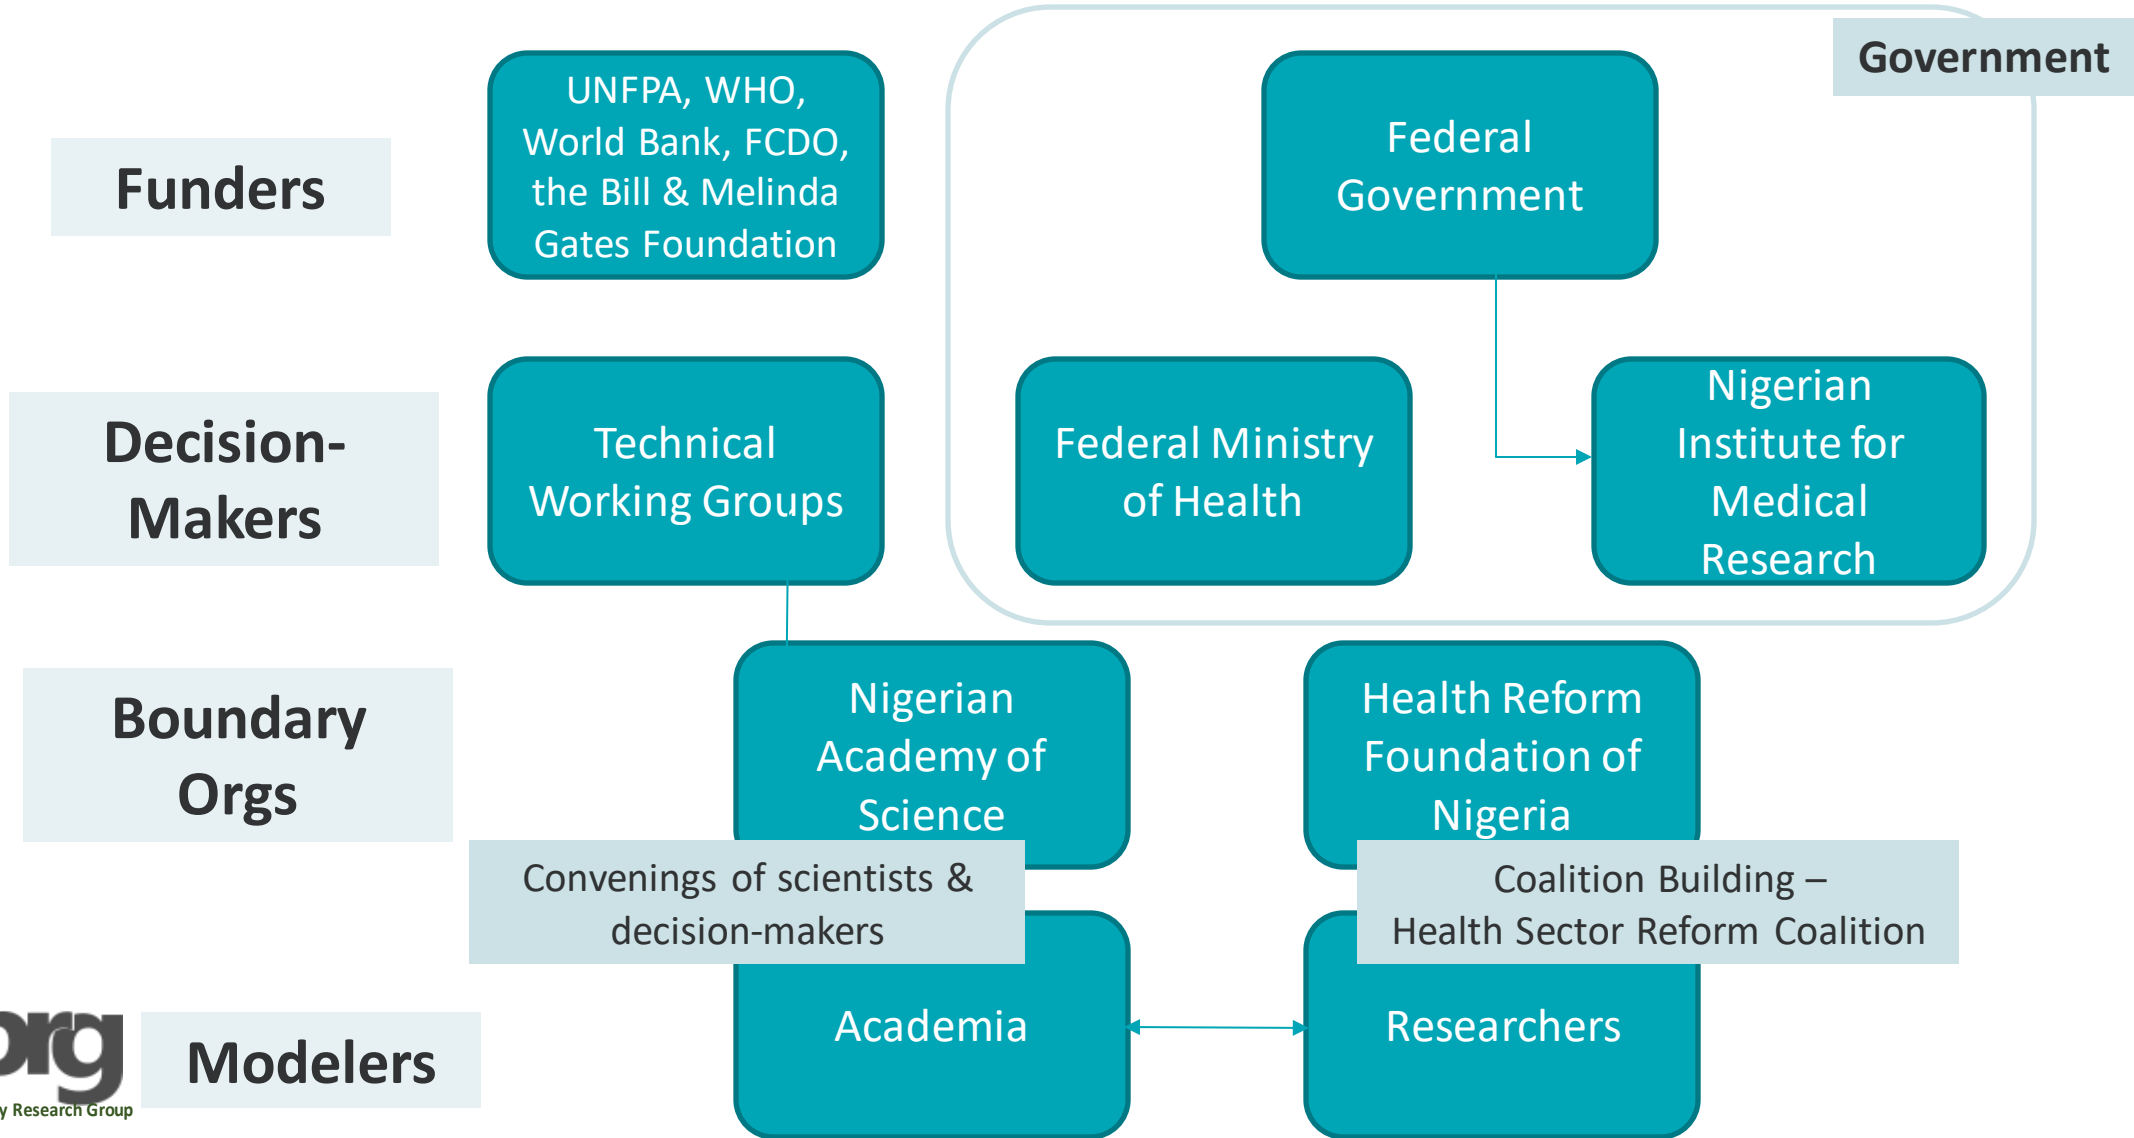 Government
Funders
UNFPA, WHO,
World Bank, FCDO,
the Bill & Melinda
Gates Foundation
Federal
Government
Decision-
Makers
Technical
Working Groups
Federal Ministry
of Health
Nigerian
Institute for
Medical
Research
Boundary
Orgs
Nigerian
Academy of
Science
Health Reform
Foundation of
Nigeria
Convenings of scientists &
decision-makers
Coalition Building –
Health Sector Reform Coalition
Modelers
Academia
Researchers
org
y Research Group